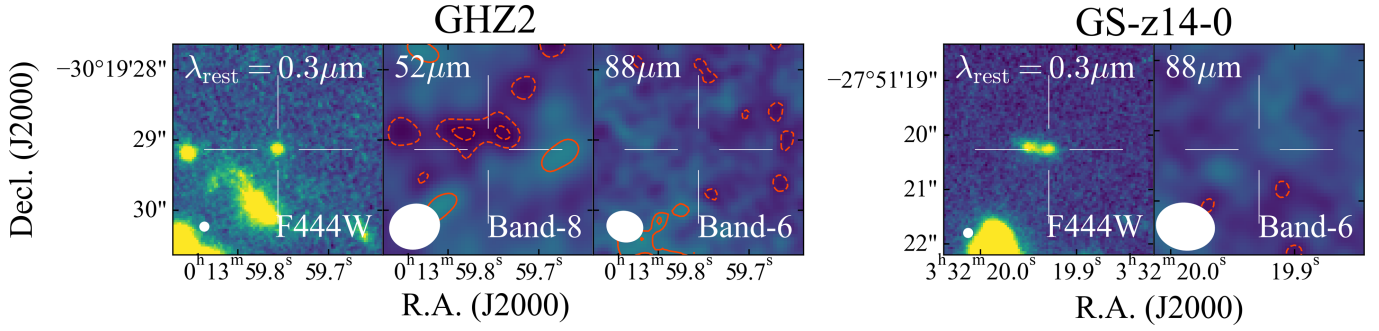 GHZ2
GS-z14-0
Decl. (J2000)
−30°19'28"
29"
30"
λrest = 0.3μm
F444W
52μm
Band-8
88μm
Band-6
0ʰ13ᵐ59.8ˢ
59.7ˢ
0ʰ13ᵐ59.8ˢ
59.7ˢ
0ʰ13ᵐ59.8ˢ
59.7ˢ
R.A. (J2000)
−27°51'19"
20"
21"
22"
λrest = 0.3μm
F444W
88μm
Band-6
3ʰ32ᵐ20.0ˢ
19.9ˢ
3ʰ32ᵐ20.0ˢ
19.9ˢ
R.A. (J2000)